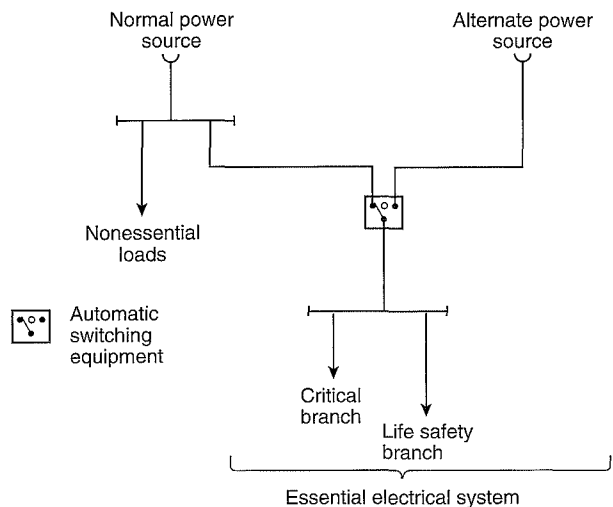 Normal power
source
Alternate power
source
Nonessential
loads
Automatic
switching
equipment
Critical
branch
Life safety
branch
Essential electrical system